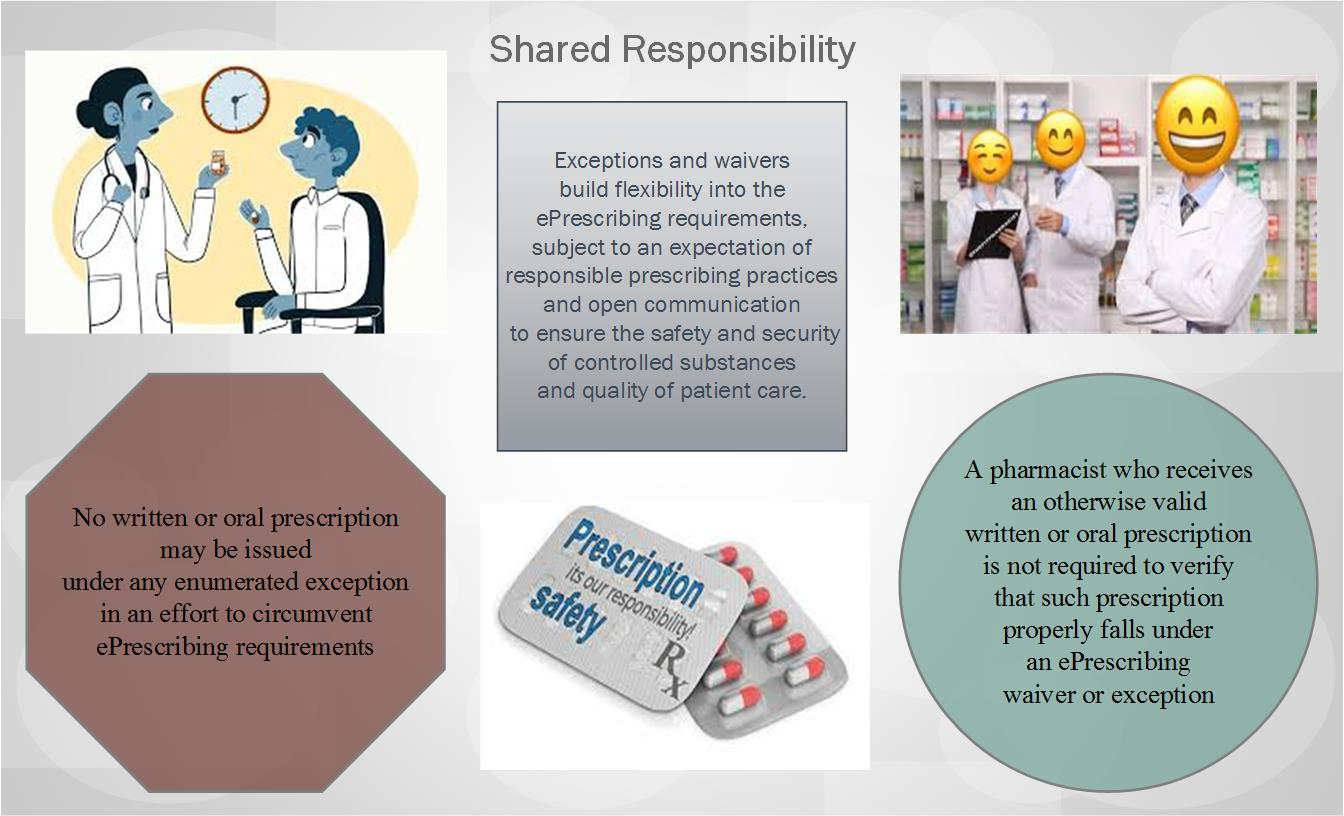 Shared Responsibility
Exceptions and waivers
build flexibility into the
ePrescribing requirements,
subject to an expectation of
responsible prescribing practices
and open communication
to ensure the safety and security
of controlled substances
and quality of patient care.
No written or oral prescription
may be issued
under any enumerated exception
in an effort to circumvent
ePrescribing requirements
Prescription
its our responsibility!
safety
Rx
A pharmacist who receives
an otherwise valid
written or oral prescription
is not required to verify
that such prescription
properly falls under
an ePrescribing
waiver or exception